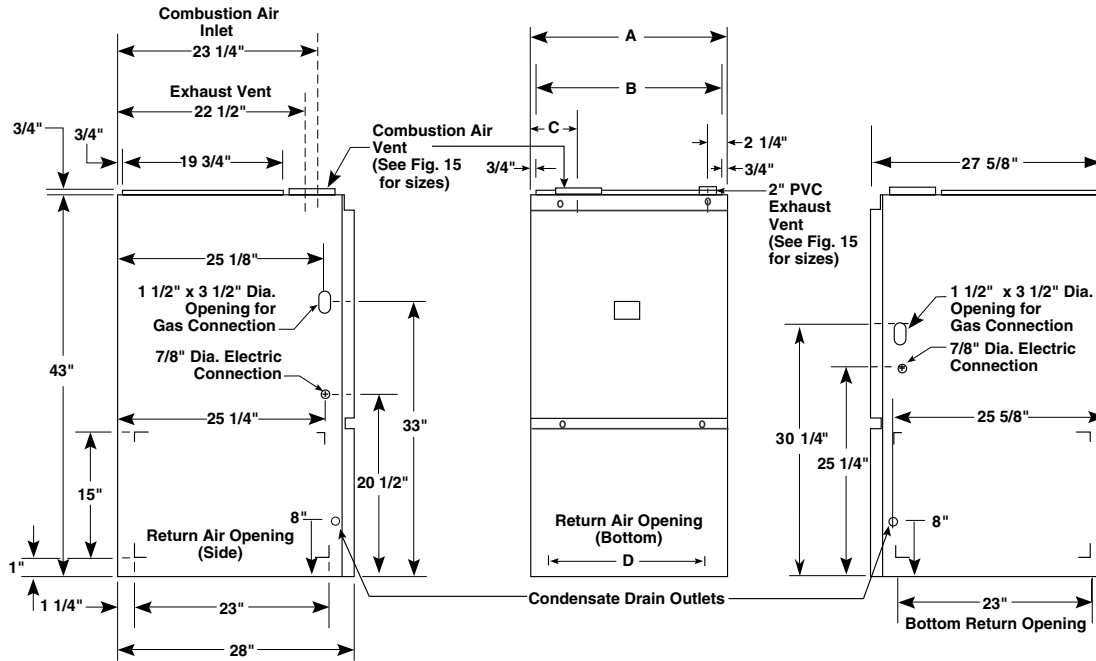 Combustion Air
Inlet
23 1/4"
Exhaust Vent
22 1/2"
3/4"
3/4"
19 3/4"
Combustion Air
Vent
(See Fig. 15
for sizes)
25 1/8"
1 1/2" x 3 1/2" Dia.
Opening for
Gas Connection
7/8" Dia. Electric
Connection
43"
25 1/4"
33"
20 1/2"
15"
8"
Return Air Opening
(Side)
1"
1 1/4"
23"
28"
A
B
C
2 1/4"
3/4"
3/4"
2" PVC
Exhaust
Vent
(See Fig. 15
for sizes)
Return Air Opening
(Bottom)
D
Condensate Drain Outlets
27 5/8"
1 1/2" x 3 1/2" Dia.
Opening for
Gas Connection
7/8" Dia. Electric
Connection
25 5/8"
30 1/4"
25 1/4"
8"
23"
Bottom Return Opening